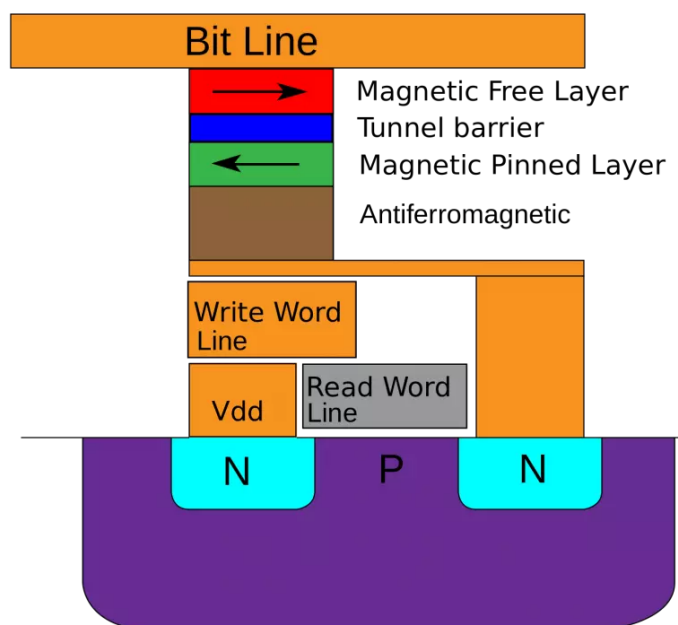 Bit Line
Magnetic Free Layer
Tunnel barrier
Magnetic Pinned Layer
Antiferromagnetic
Write Word
Line
Vdd
Read Word
Line
N
P
N